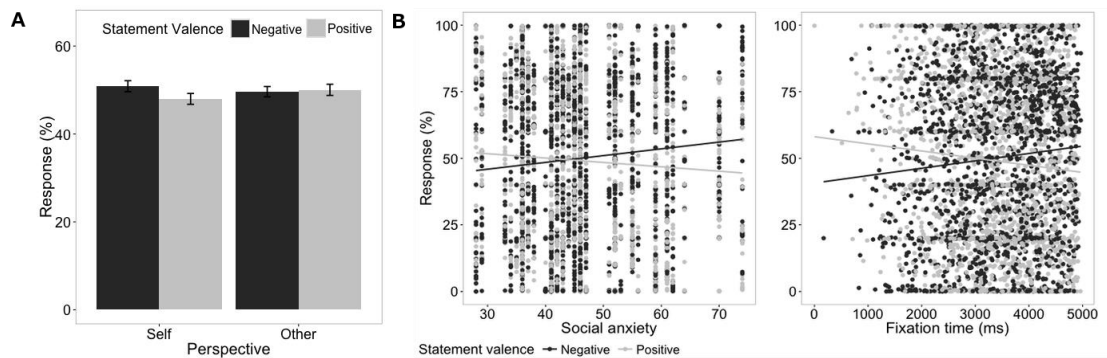 A
Statement Valence Negative Positive
Response (%)
60
40
20
0
Self Other
Perspective
B
Response (%)
100
75
50
25
0
30 40 50 60 70
Social anxiety
100
75
50
25
0
0 1000 2000 3000 4000 5000
Fixation time (ms)
Statement valence Negative Positive